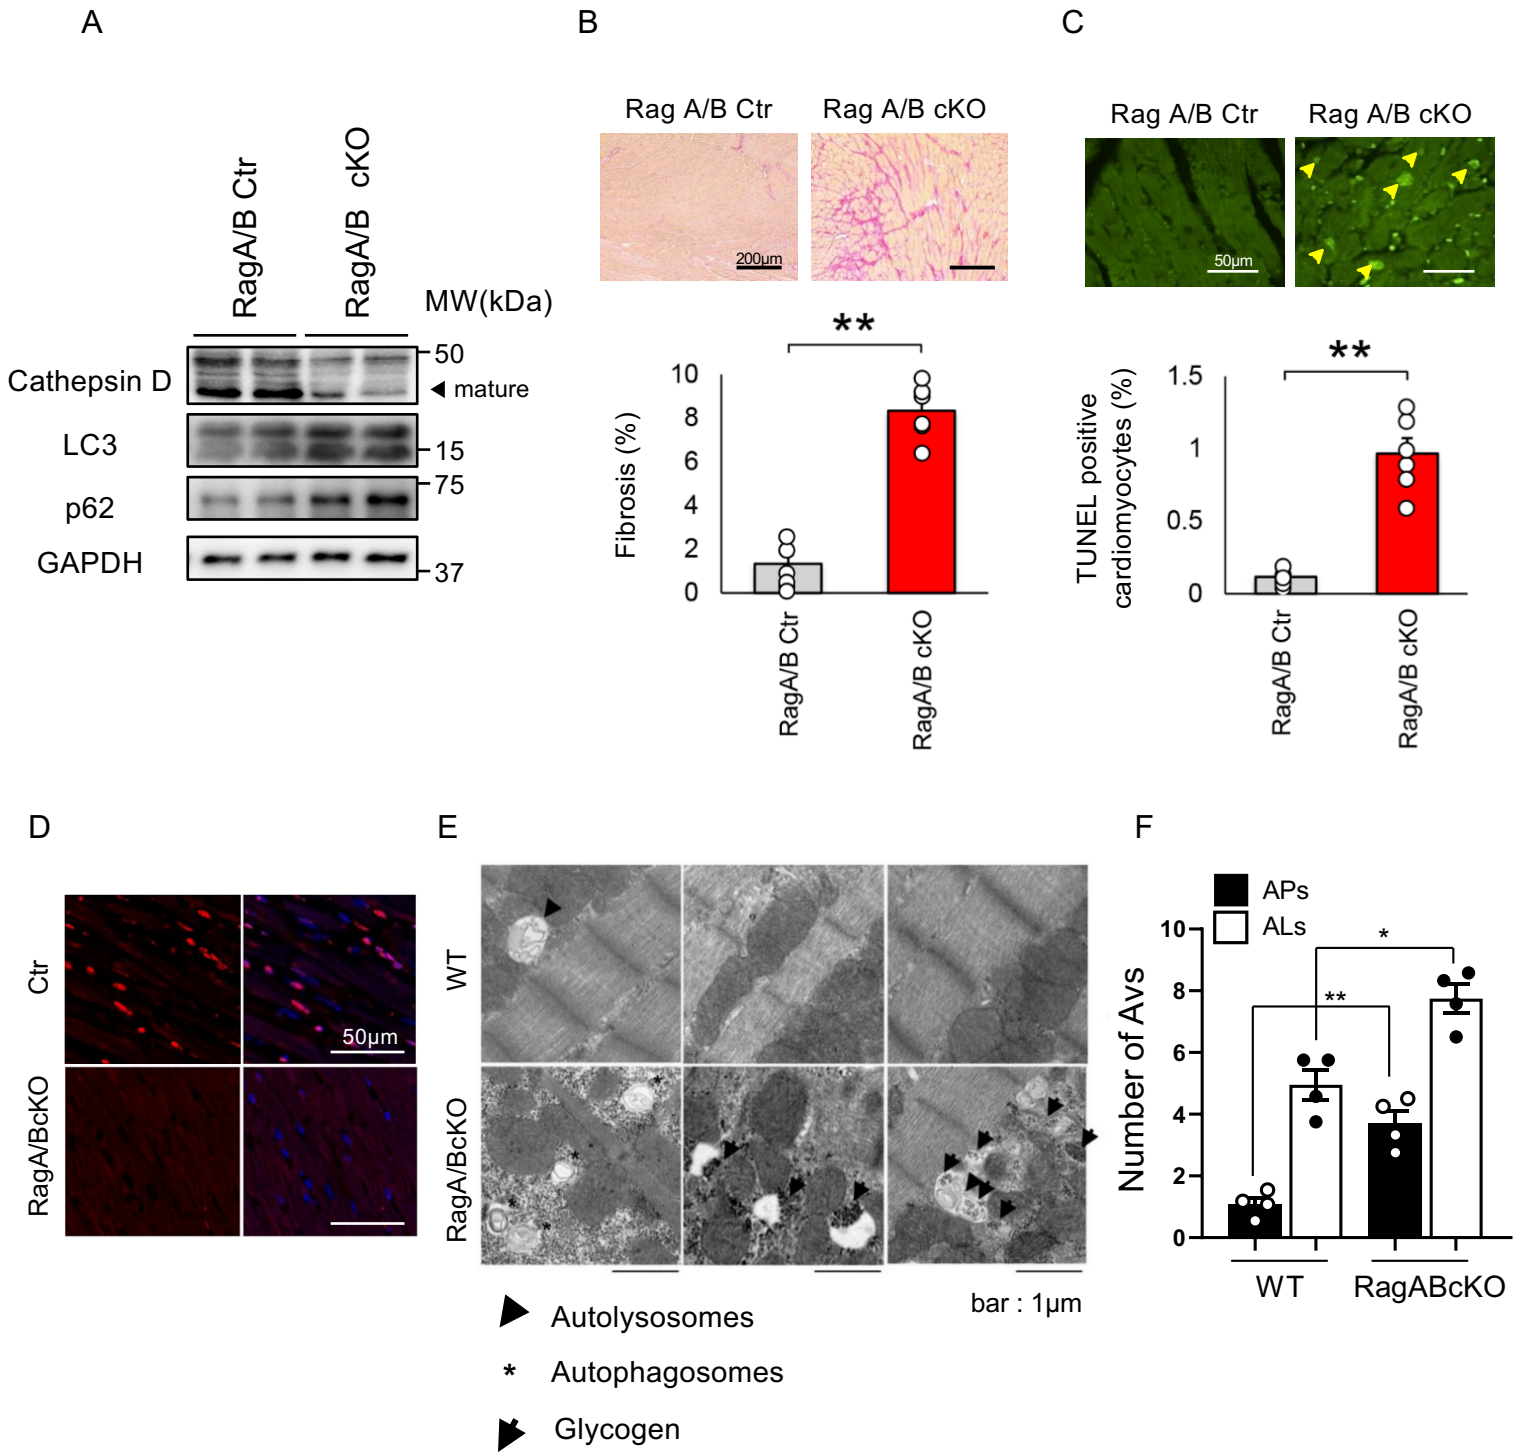 A
RagA/B Ctr
RagA/B cKO
MW(kDa)
Cathepsin D
50
mature
LC3
15
75
p62
GAPDH
37
B
Rag A/B Ctr
Rag A/B cKO
200µm
**
Fibrosis (%)
10
8
6
4
2
0
RagA/B Ctr
RagA/B cKO
C
Rag A/B Ctr
Rag A/B cKO
50µm
**
TUNEL positive
cardiomyocytes (%)
1.5
1
0.5
0
RagA/B Ctr
RagA/B cKO
D
Ctr
50µm
RagA/BcKO
E
WT
RagA/BcKO
*
*
*
*
bar : 1µm
Autolysosomes
* Autophagosomes
Glycogen
F
APs
ALs
*
**
Number of Avs
10
8
6
4
2
0
WT
RagABcKO